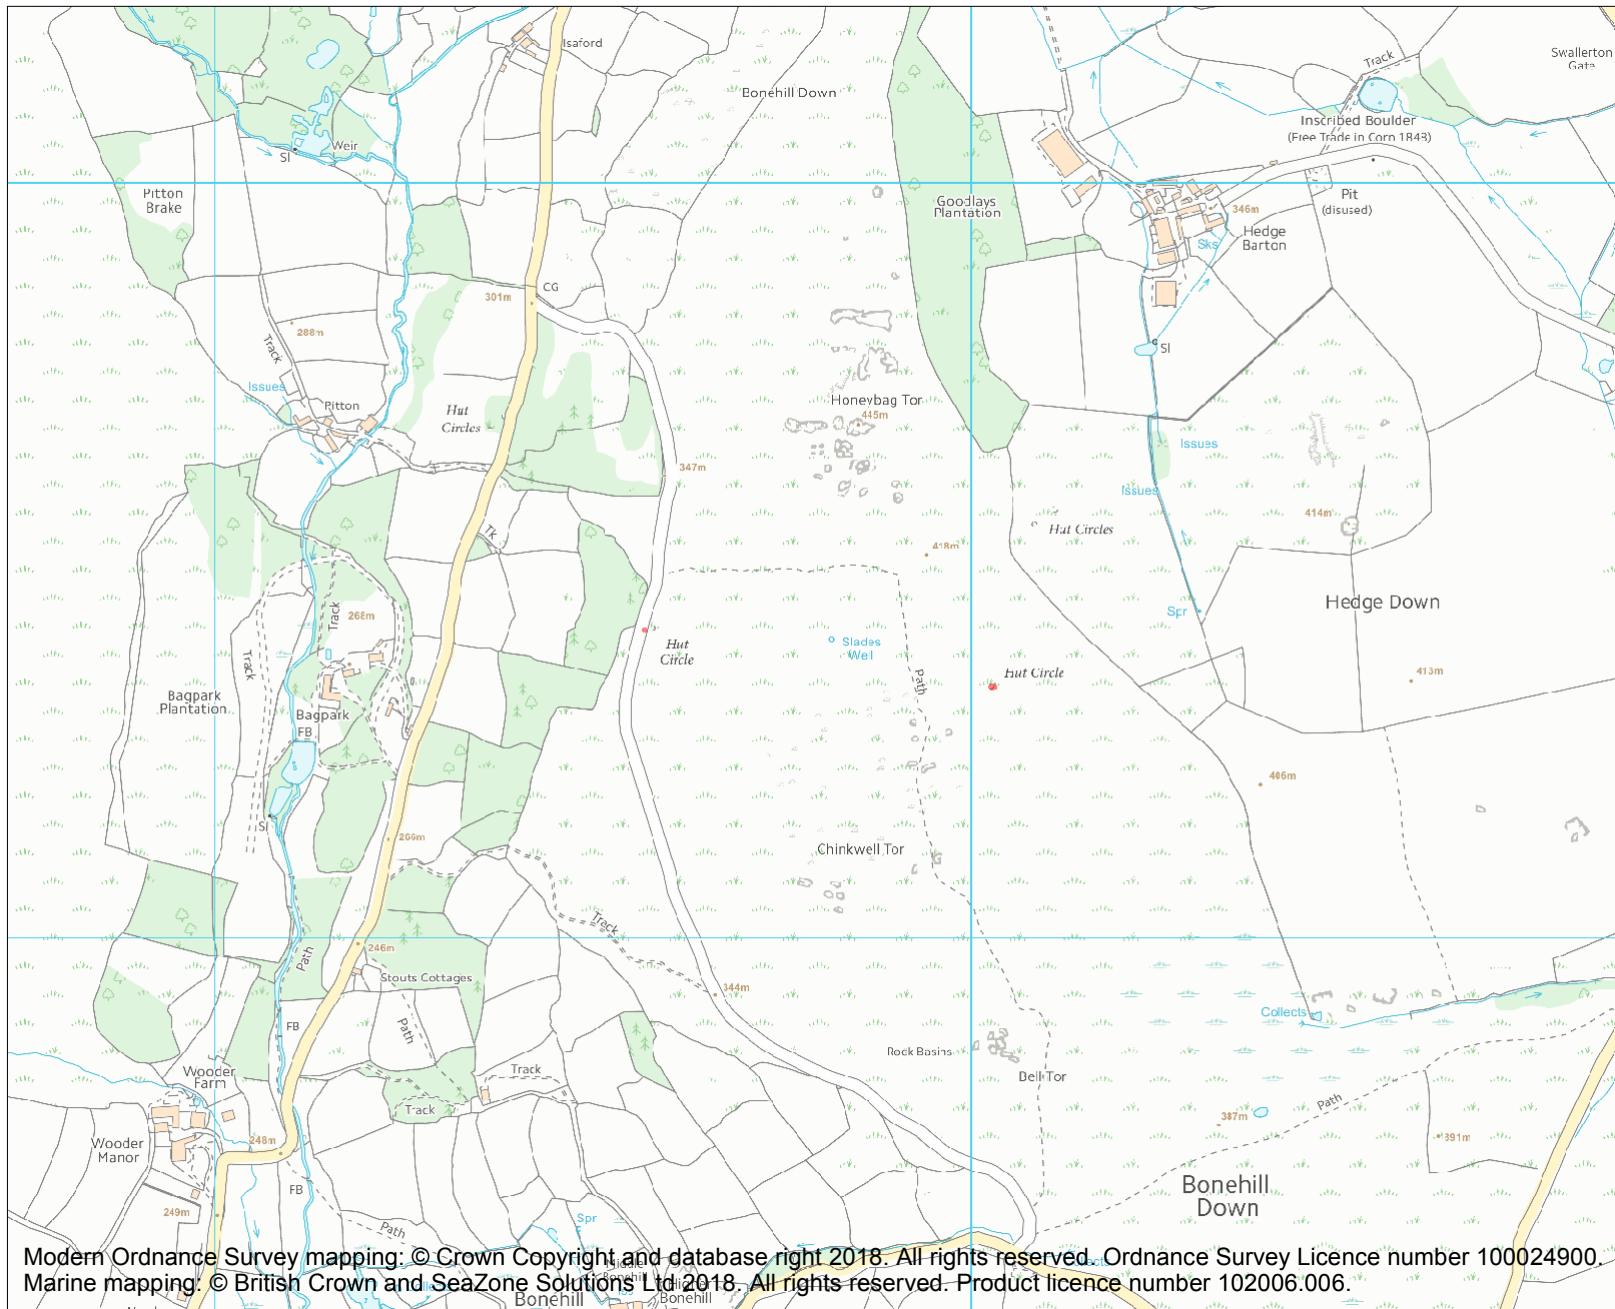 Isaford
Bonehill Down
Track
Swallerton
Gate
Inscribed Boulder
(Free Trade in Corn 1848)
Weir
Sl
Pitton
Brake
Goodlays
Plantation
Pit
(disused)
346m
Hedge
Barton
Sks
CG
301m
288m
Track
Sl
Issues
Pitton
Hut
Circles
Honeybag Tor
445m
347m
Issues
Issues
414m
Hut Circles
Tk
418m
Track
268m
Spr
Hedge Down
Hut
Circle
Slades
Well
Track
Path
Hut Circle
413m
Bagpark
Plantation
Bagpark
FB
406m
Sl
266m
Chinkwell Tor
Track
246m
Path
Stouts Cottages
344m
Collects
FB
Path
Rock Basins
Bell Tor
Wooder
Farm
Track
Track
Path
387m
391m
Wooder
Manor
248m
FB
Bonehill
Down
249m
Path
Spr
Modern Ordnance Survey mapping: © Crown Copyright and database right 2018. All rights reserved. Ordnance Survey Licence number 100024900.
Marine mapping: © British Crown and SeaZone Solutions Ltd 2018. All rights reserved. Product licence number 102006.006.
Collects
Middle
Bonehill
Higher
Bonehill
Bonehill